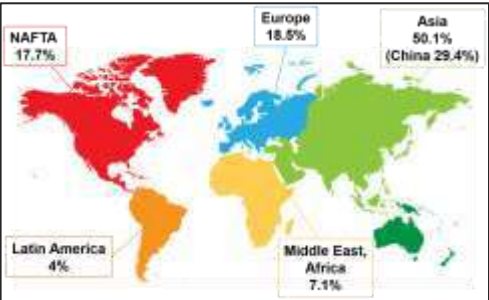 NAFTA
17.7%
Europe
18.5%
Asia
50.1%
(China 29.4%)
Latin America
4%
Middle East,
Africa
7.1%